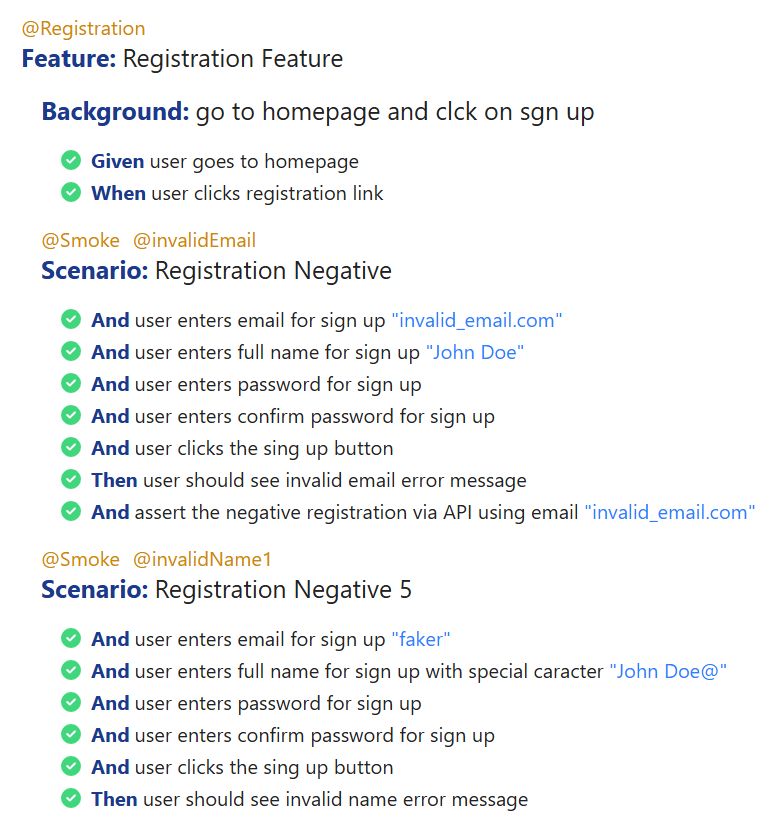 @Registration
Feature: Registration Feature
Background: go to homepage and clck on sgn up
Given user goes to homepage
When user clicks registration link
@Smoke @invalidEmail
Scenario: Registration Negative
And user enters email for sign up "invalid_email.com"
And user enters full name for sign up "John Doe"
And user enters password for sign up
And user enters confirm password for sign up
And user clicks the sing up button
Then user should see invalid email error message
And assert the negative registration via API using email "invalid_email.com"
@Smoke @invalidName1
Scenario: Registration Negative 5
And user enters email for sign up "faker"
And user enters full name for sign up with special caracter "John Doe@"
And user enters password for sign up
And user enters confirm password for sign up
And user clicks the sing up button
Then user should see invalid name error message